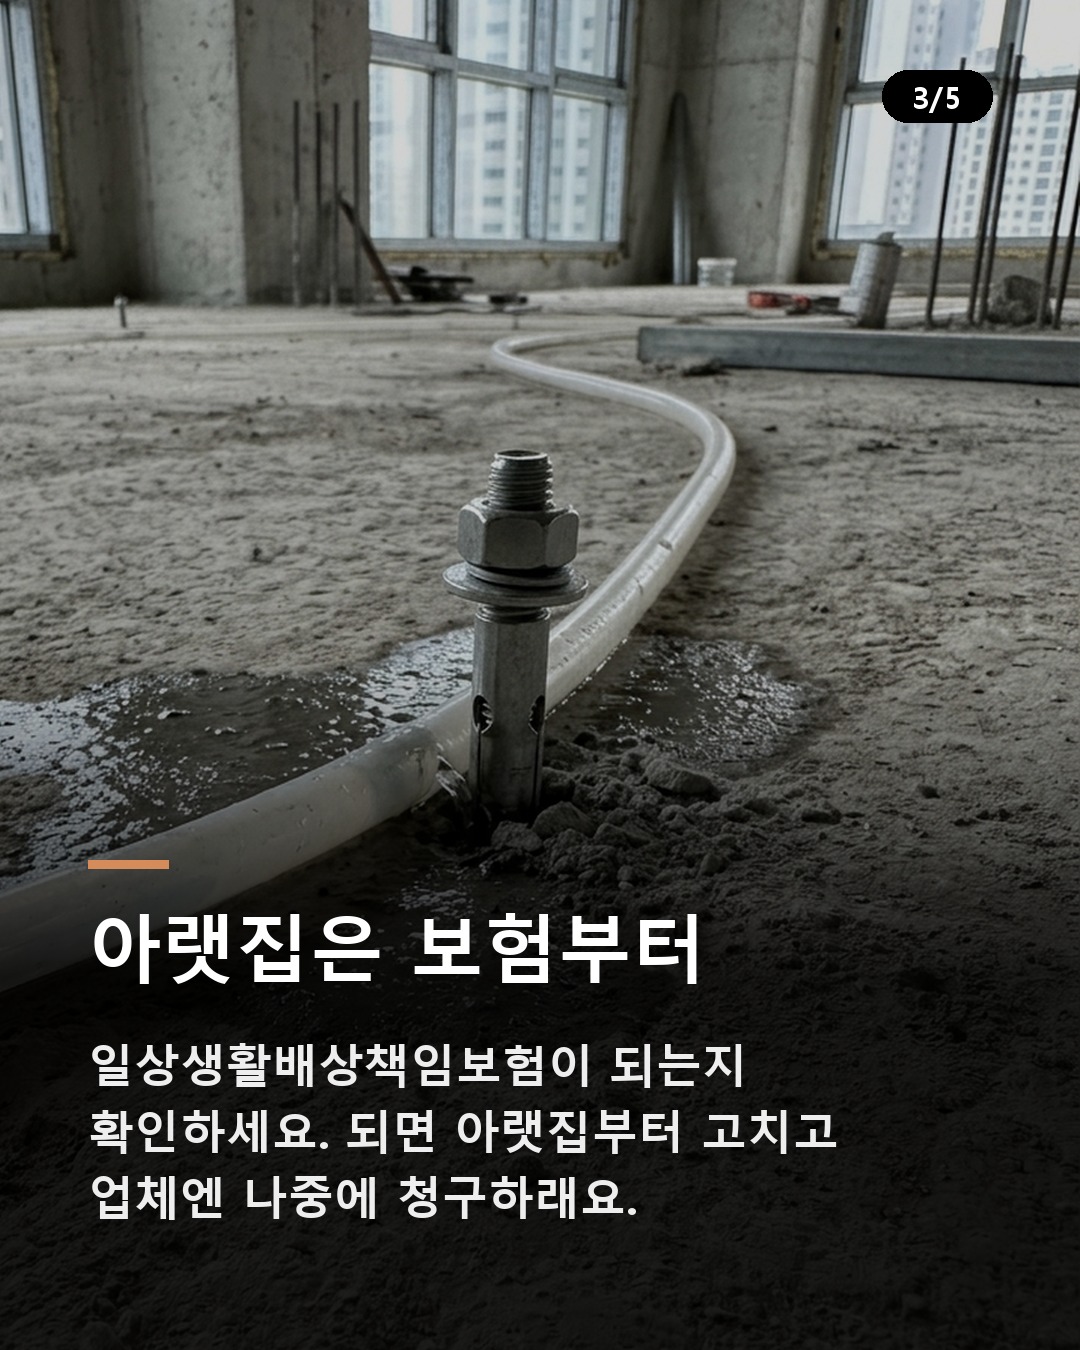 3/5
아랫집은 보험부터
일상생활배상책임보험이 되는지
확인하세요. 되면 아랫집부터 고치고
업체엔 나중에 청구하래요.